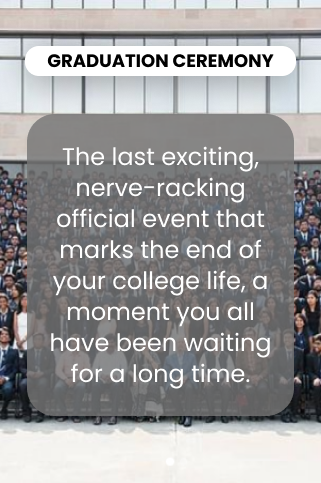 GRADUATION CEREMONY
The last exciting,
nerve-racking
official event that
marks the end of
your college life, a
moment you all
have been waiting
for a long time.